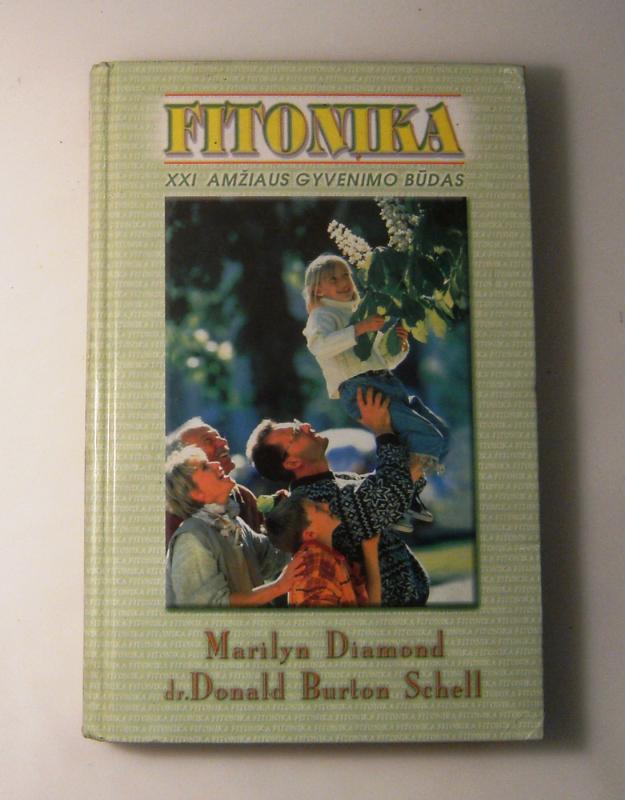 FITONIKA
XXI AMŽIAUS GYVENIMO BŪDAS
Marilyn Diamond
dr.Donald Burton Schell